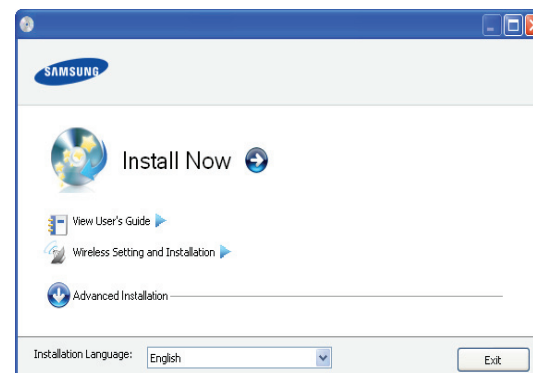 SAMSUNG
Install Now
View User's Guide
Wireless Setting and Installation
Advanced Installation
Installation Language: English Exit